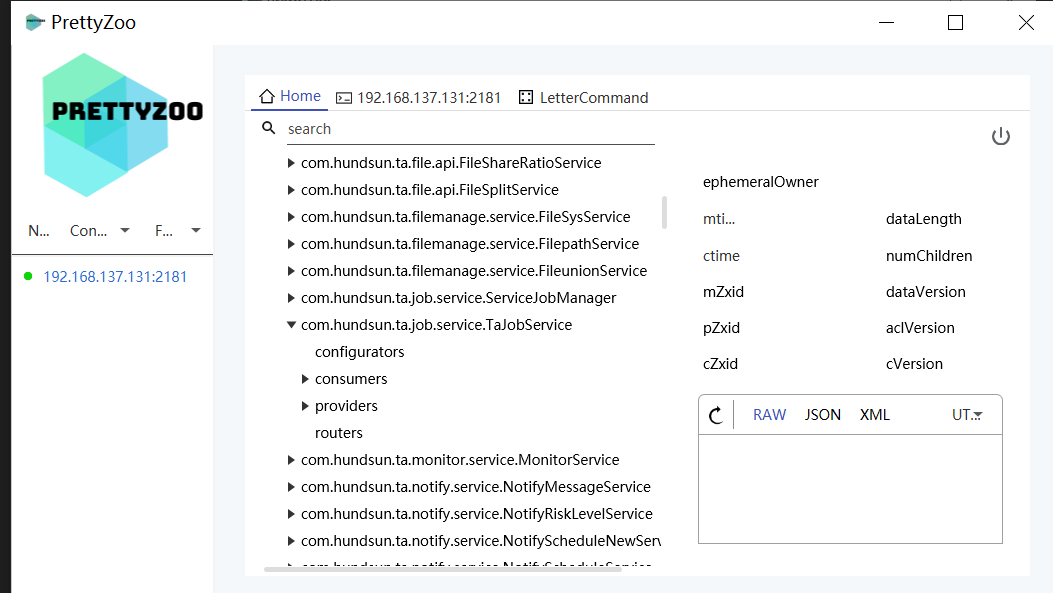 PrettyZoo
PRETTYZOO
N... Con... F...
192.168.137.131:2181
Home 192.168.137.131:2181 LetterCommand
search
com.hundsun.ta.file.api.FileShareRatioService
com.hundsun.ta.file.api.FileSplitService
com.hundsun.ta.filemanage.service.FileSysService
com.hundsun.ta.filemanage.service.FilepathService
com.hundsun.ta.filemanage.service.FileunionService
com.hundsun.ta.job.service.ServiceJobManager
com.hundsun.ta.job.service.TaJobService
configurators
consumers
providers
routers
com.hundsun.ta.monitor.service.MonitorService
com.hundsun.ta.notify.service.NotifyMessageService
com.hundsun.ta.notify.service.NotifyRiskLevelService
com.hundsun.ta.notify.service.NotifyScheduleNewServ
ephemeralOwner
mti... dataLength
ctime numChildren
mZxid dataVersion
pZxid aclVersion
cZxid cVersion
RAW JSON XML UT...